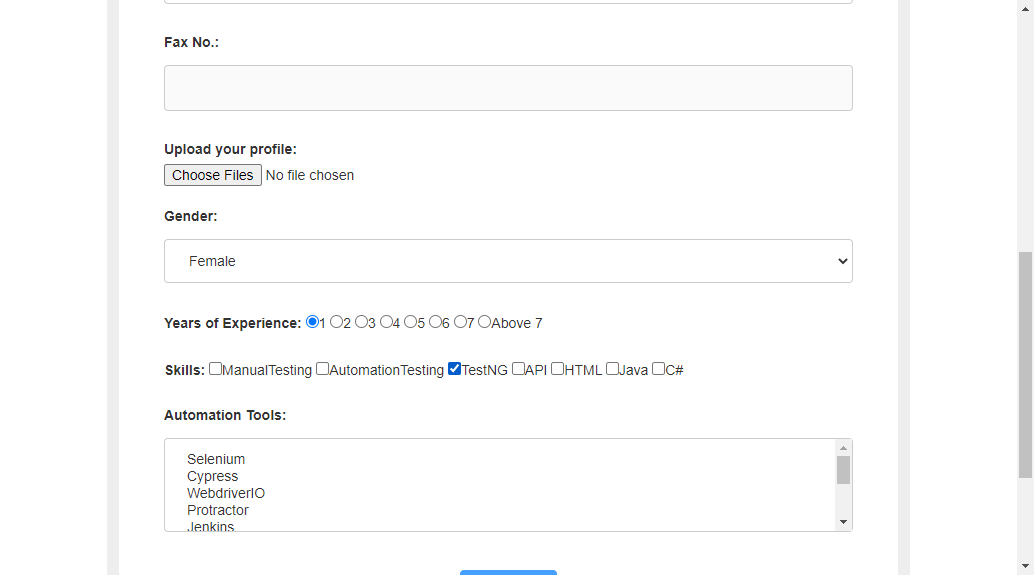 Fax No.:
Upload your profile:
Choose Files No file chosen
Gender:
Female
Years of Experience: 1 2 3 4 5 6 7 Above 7
Skills: ManualTesting AutomationTesting TestNG API HTML Java C#
Automation Tools:
Selenium
Cypress
WebdriverIO
Protractor
Jenkins